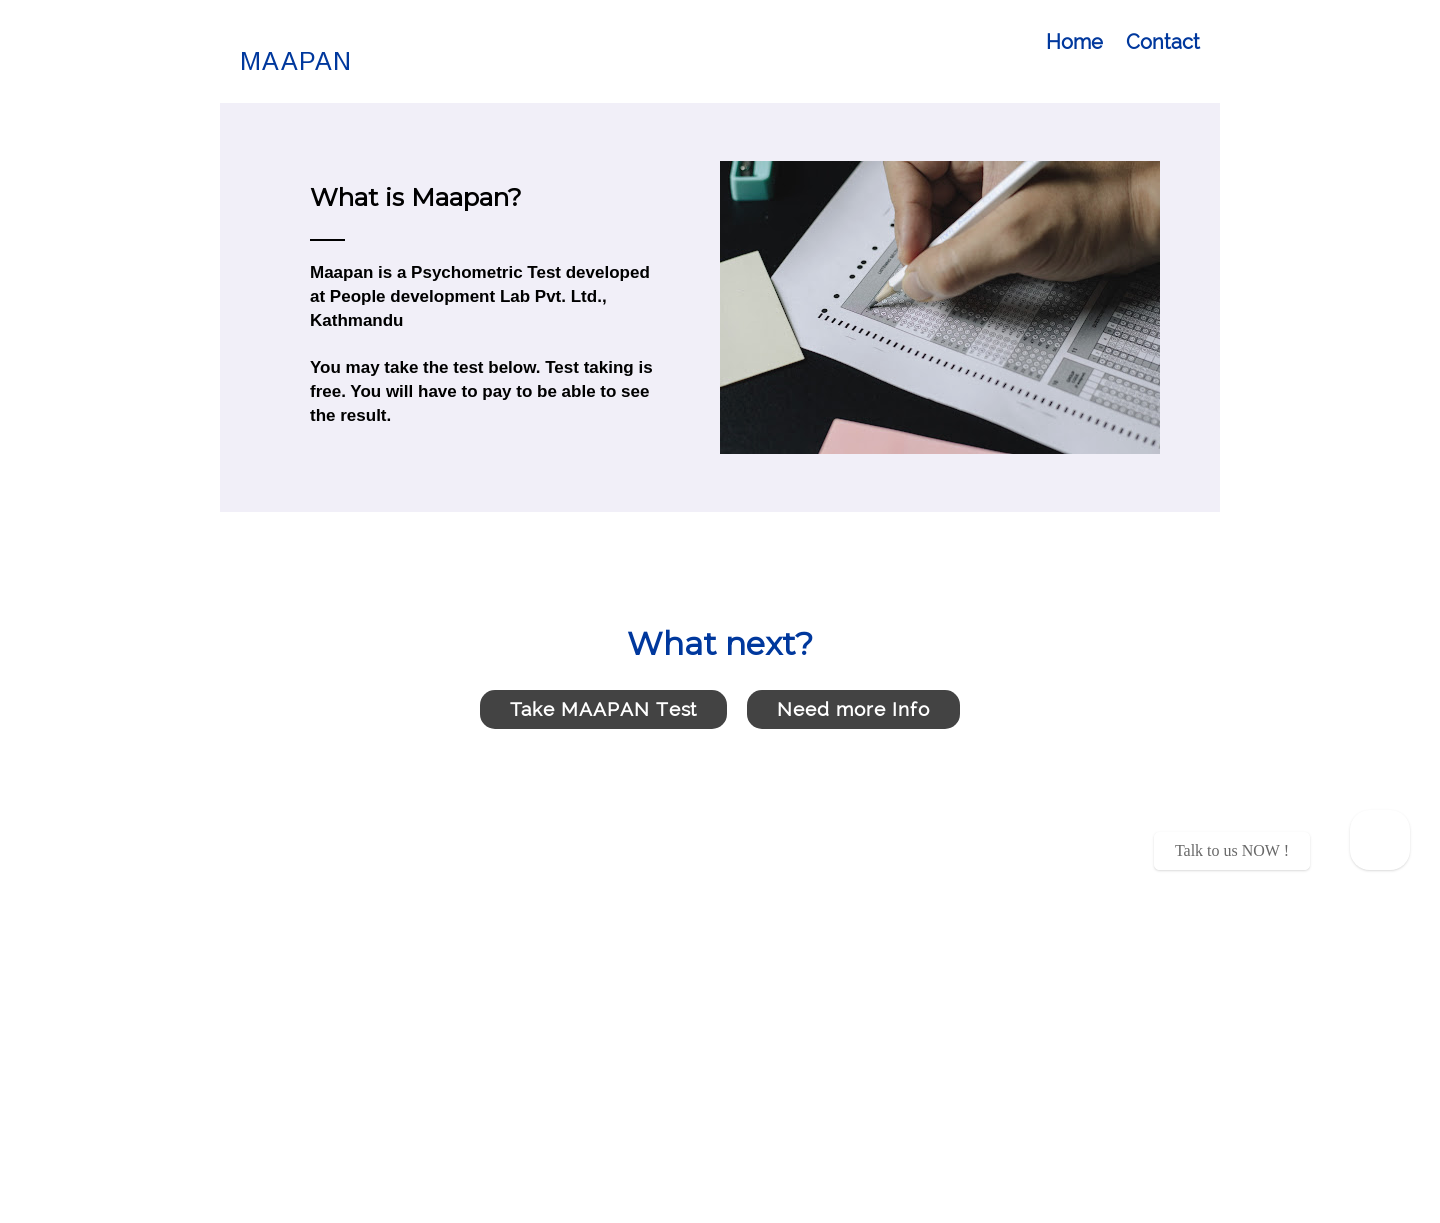 MAAPAN
Home
Contact
What is Maapan?
Maapan is a Psychometric Test developed
at People development Lab Pvt. Ltd.,
Kathmandu
You may take the test below. Test taking is
free. You will have to pay to be able to see
the result.
What next?
Take MAAPAN Test
Need more Info
Talk to us NOW !